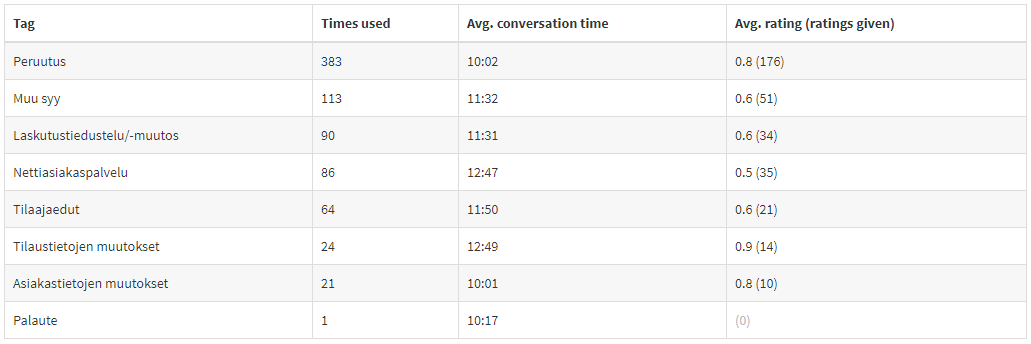 Tag Times used Avg. conversation time Avg. rating (ratings given)
Peruutus 383 10:02 0.8 (176)
Muu syy 113 11:32 0.6 (51)
Laskutustiedustelu/-muutos 90 11:31 0.6 (34)
Nettiasiakaspalvelu 86 12:47 0.5 (35)
Tilaajaedut 64 11:50 0.6 (21)
Tilaustietojen muutokset 24 12:49 0.9 (14)
Asiakastietojen muutokset 21 10:01 0.8 (10)
Palaute 1 10:17 (0)